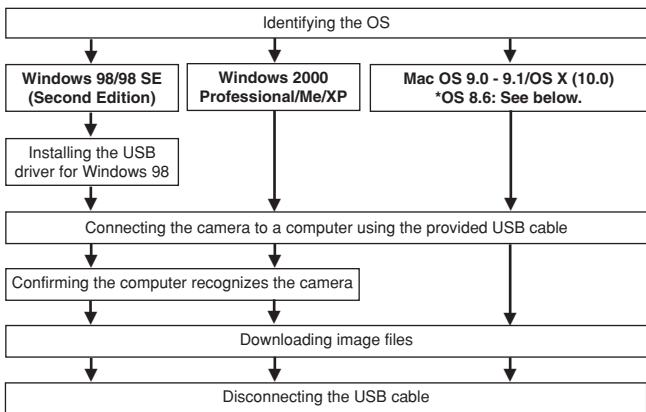 Identifying the OS
Windows 98/98 SE
(Second Edition)
Windows 2000
Professional/Me/XP
Mac OS 9.0 - 9.1/OS X (10.0)
*OS 8.6: See below.
Installing the USB
driver for Windows 98
Connecting the camera to a computer using the provided USB cable
Confirming the computer recognizes the camera
Downloading image files
Disconnecting the USB cable